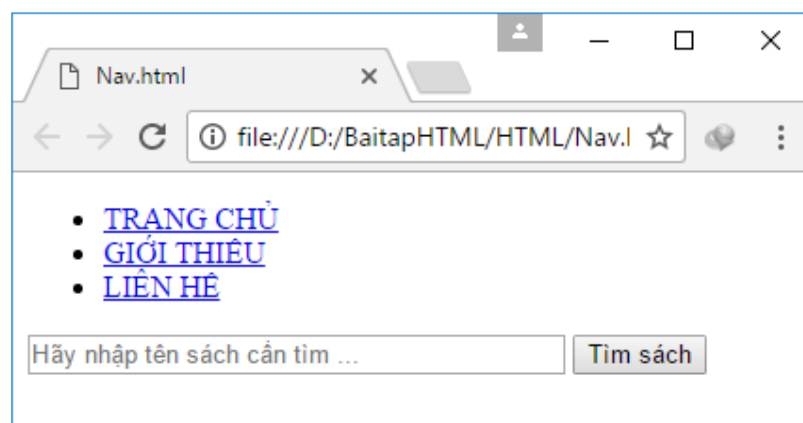 Nav.html
file:///D:/BaitapHTML/HTML/Nav.l
TRANG CHỦ
GIỚI THIỆU
LIÊN HỆ
Hãy nhập tên sách cần tìm ...
Tìm sách